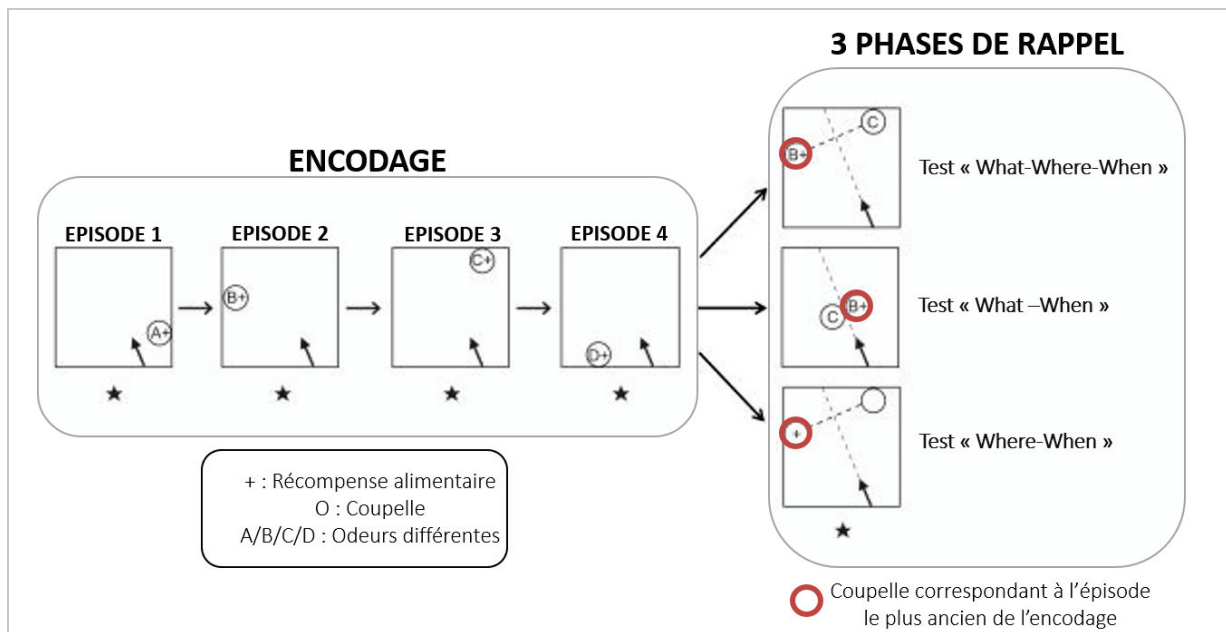 3 PHASES DE RAPPEL
ENCODAGE
EPISODE 1
EPISODE 2
EPISODE 3
EPISODE 4
A+
B+
C+
D+
B+
C
Test « What-Where-When »
C
B+
Test « What –When »
+
Test « Where-When »
+ : Récompense alimentaire
O : Coupelle
A/B/C/D : Odeurs différentes
Coupelle correspondant à l’épisode
le plus ancien de l’encodage